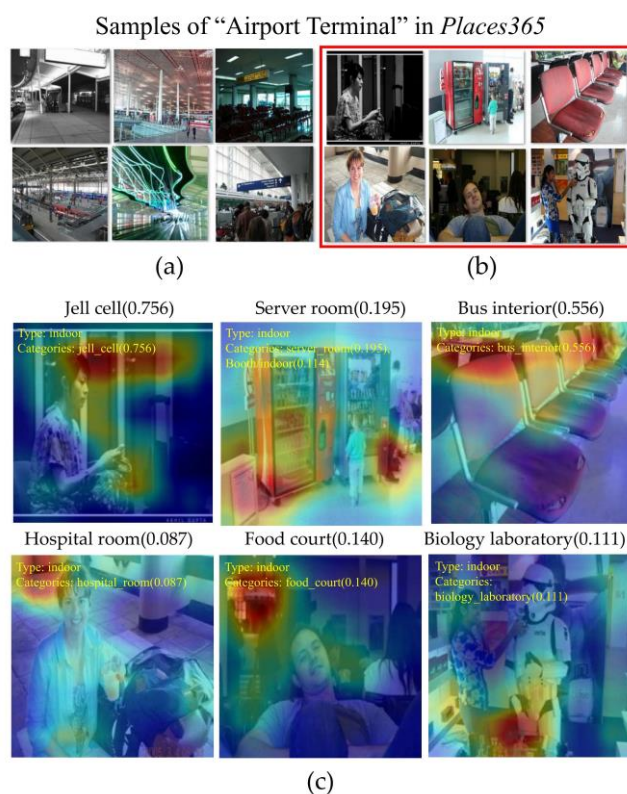 Samples of “Airport Terminal” in Places365
(a)
(b)
Jell cell(0.756)
Server room(0.195)
Bus interior(0.556)
Type: indoor
Categories: jell_cell(0.756)
Type: indoor
Categories: server_room(0.195),
Booth/indoor(0.114)
Type: indoor
Categories: bus_interior(0.556)
Hospital room(0.087)
Food court(0.140)
Biology laboratory(0.111)
Type: indoor
Categories: hospital_room(0.087)
Type: indoor
Categories: food_court(0.140)
Type: indoor
Categories:
biology_laboratory(0.111)
(c)